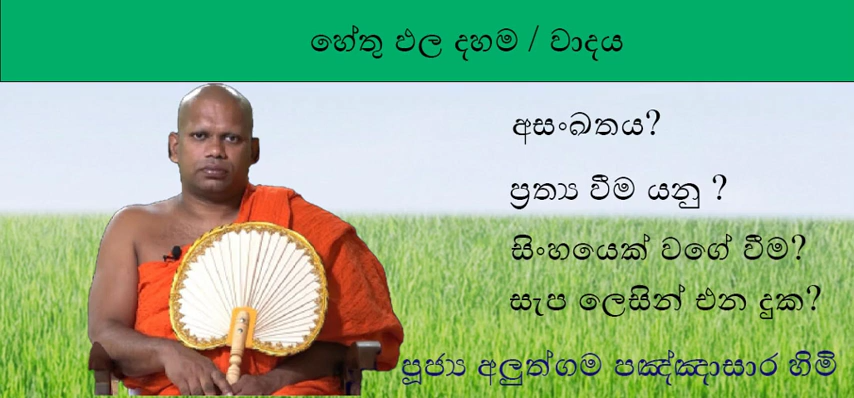 හේතු ඵල දහම / වාදය
අසංඛතය?
ප්‍රත්‍ය වීම යනු ?
සිංහයෙක් වගේ වීම?
සැප ලෙසින් එන දුක?
පූජ්‍ය අලුත්ගම පඤ්ඤාසාර හිමි